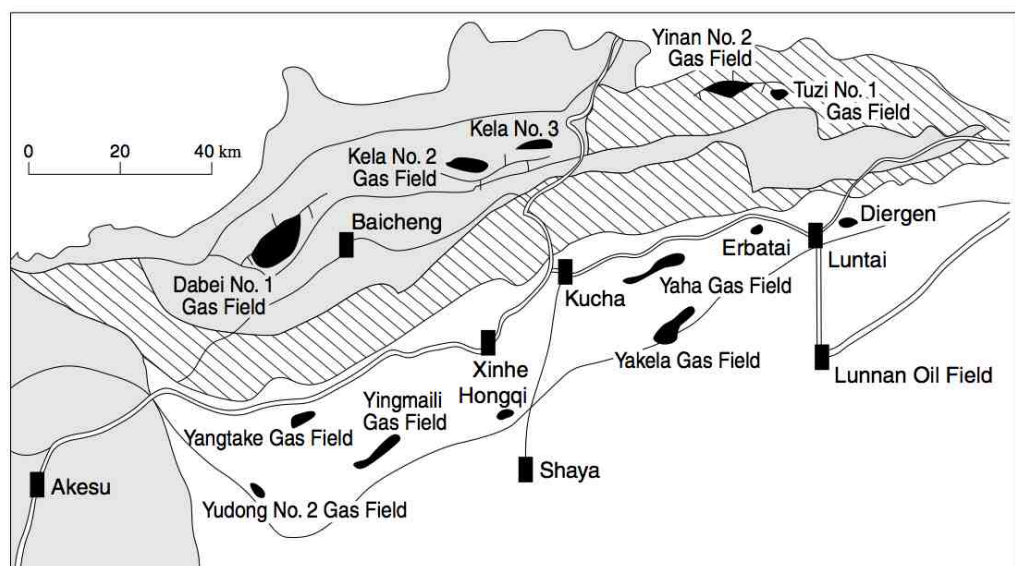 Yinan No. 2
Gas Field
Tuzi No. 1
Gas Field
Kela No. 3
0 20 40 km
Kela No. 2
Gas Field
Baicheng
Diergen
Erbatai
Luntai
Dabei No. 1
Gas Field
Kucha
Yaha Gas Field
Xinhe
Yakela Gas Field
Lunnan Oil Field
Hongqi
Yingmaili
Gas Field
Yangtake Gas Field
Shaya
Akesu
Yudong No. 2 Gas Field